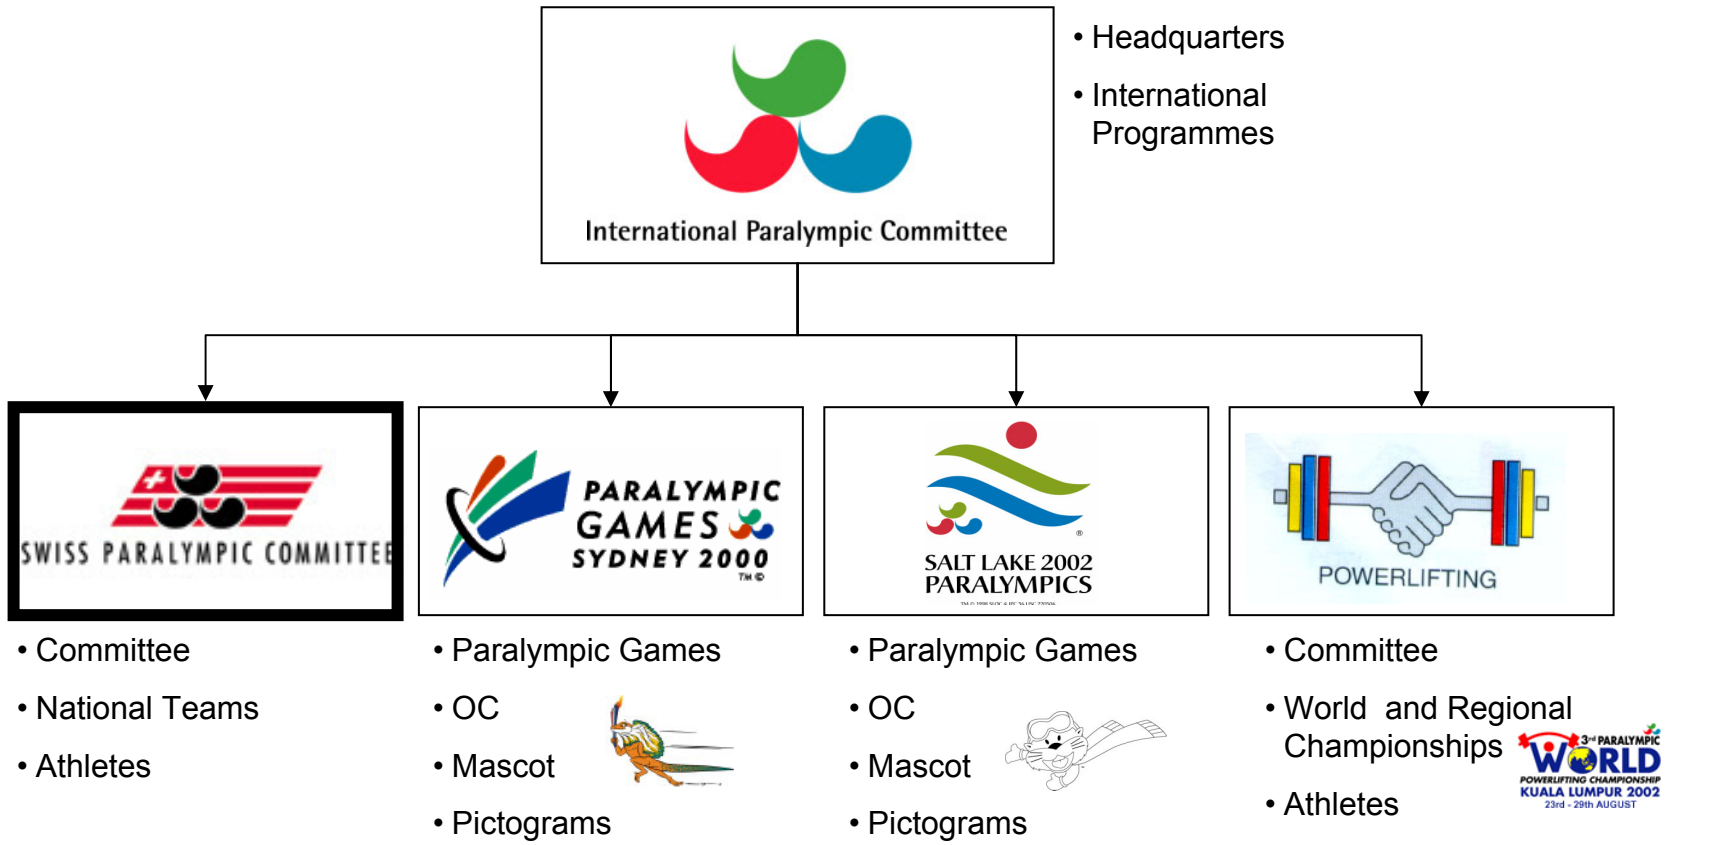 • Headquarters
• International
Programmes
International Paralympic Committee
SWISS PARALYMPIC COMMITTEE
PARALYMPIC
GAMES
SYDNEY 2000
TM ©
®
SALT LAKE 2002
PARALYMPICS
POWERLIFTING
• Committee
• National Teams
• Athletes
• Paralympic Games
• OC
• Mascot
• Pictograms
• Paralympic Games
• OC
• Mascot
• Pictograms
• Committee
• World and Regional
Championships
• Athletes
3rd PARALYMPIC
WORLD
POWERLIFTING CHAMPIONSHIP
KUALA LUMPUR 2002
23rd - 29th AUGUST